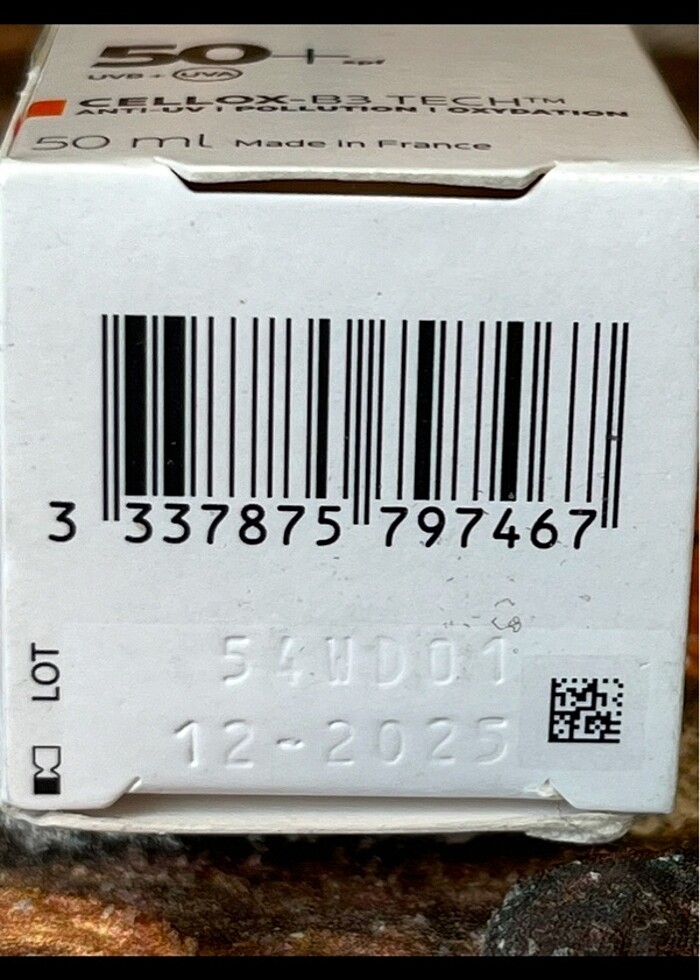 50+ SPF
UVB + UVA
CELLOX-B3 TECH™
ANTI-UV | POLLUTION | OXYDATION
50 ml Made in France
3 337875 797467
LOT 54WD01
12-2025